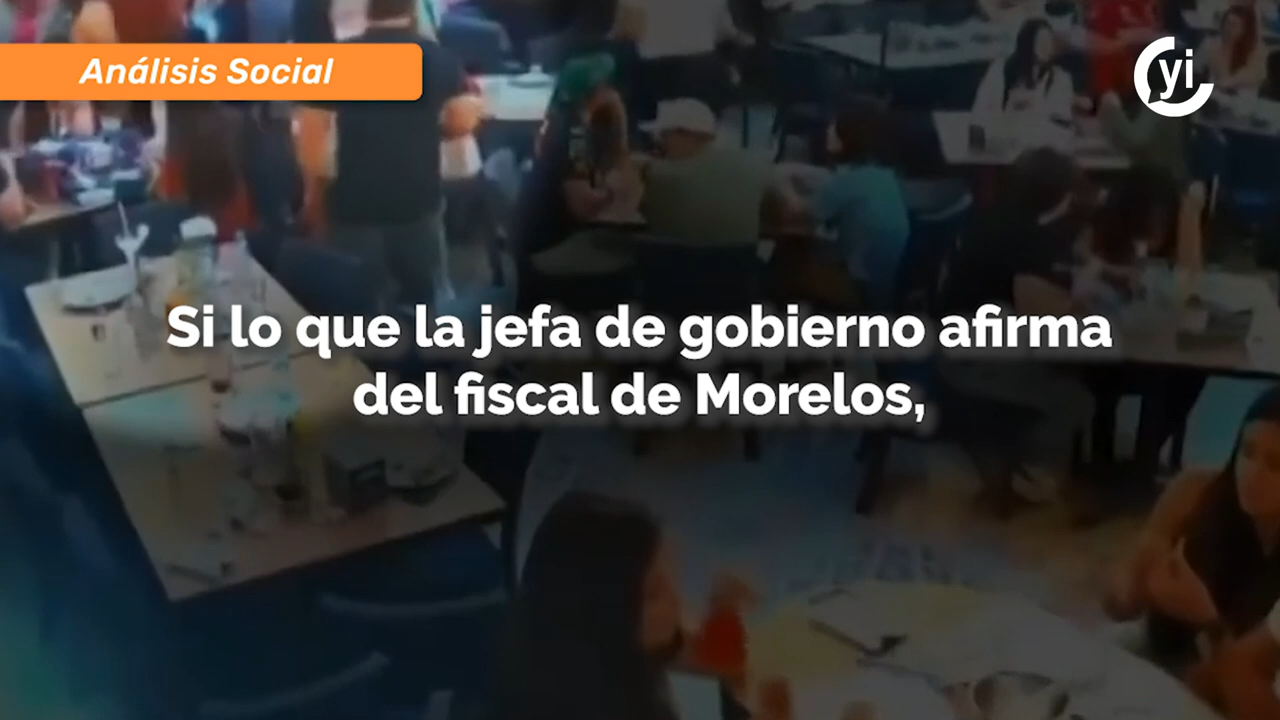 Análisis Social
yi
Si lo que la jefa de gobierno afirma
del fiscal de Morelos,